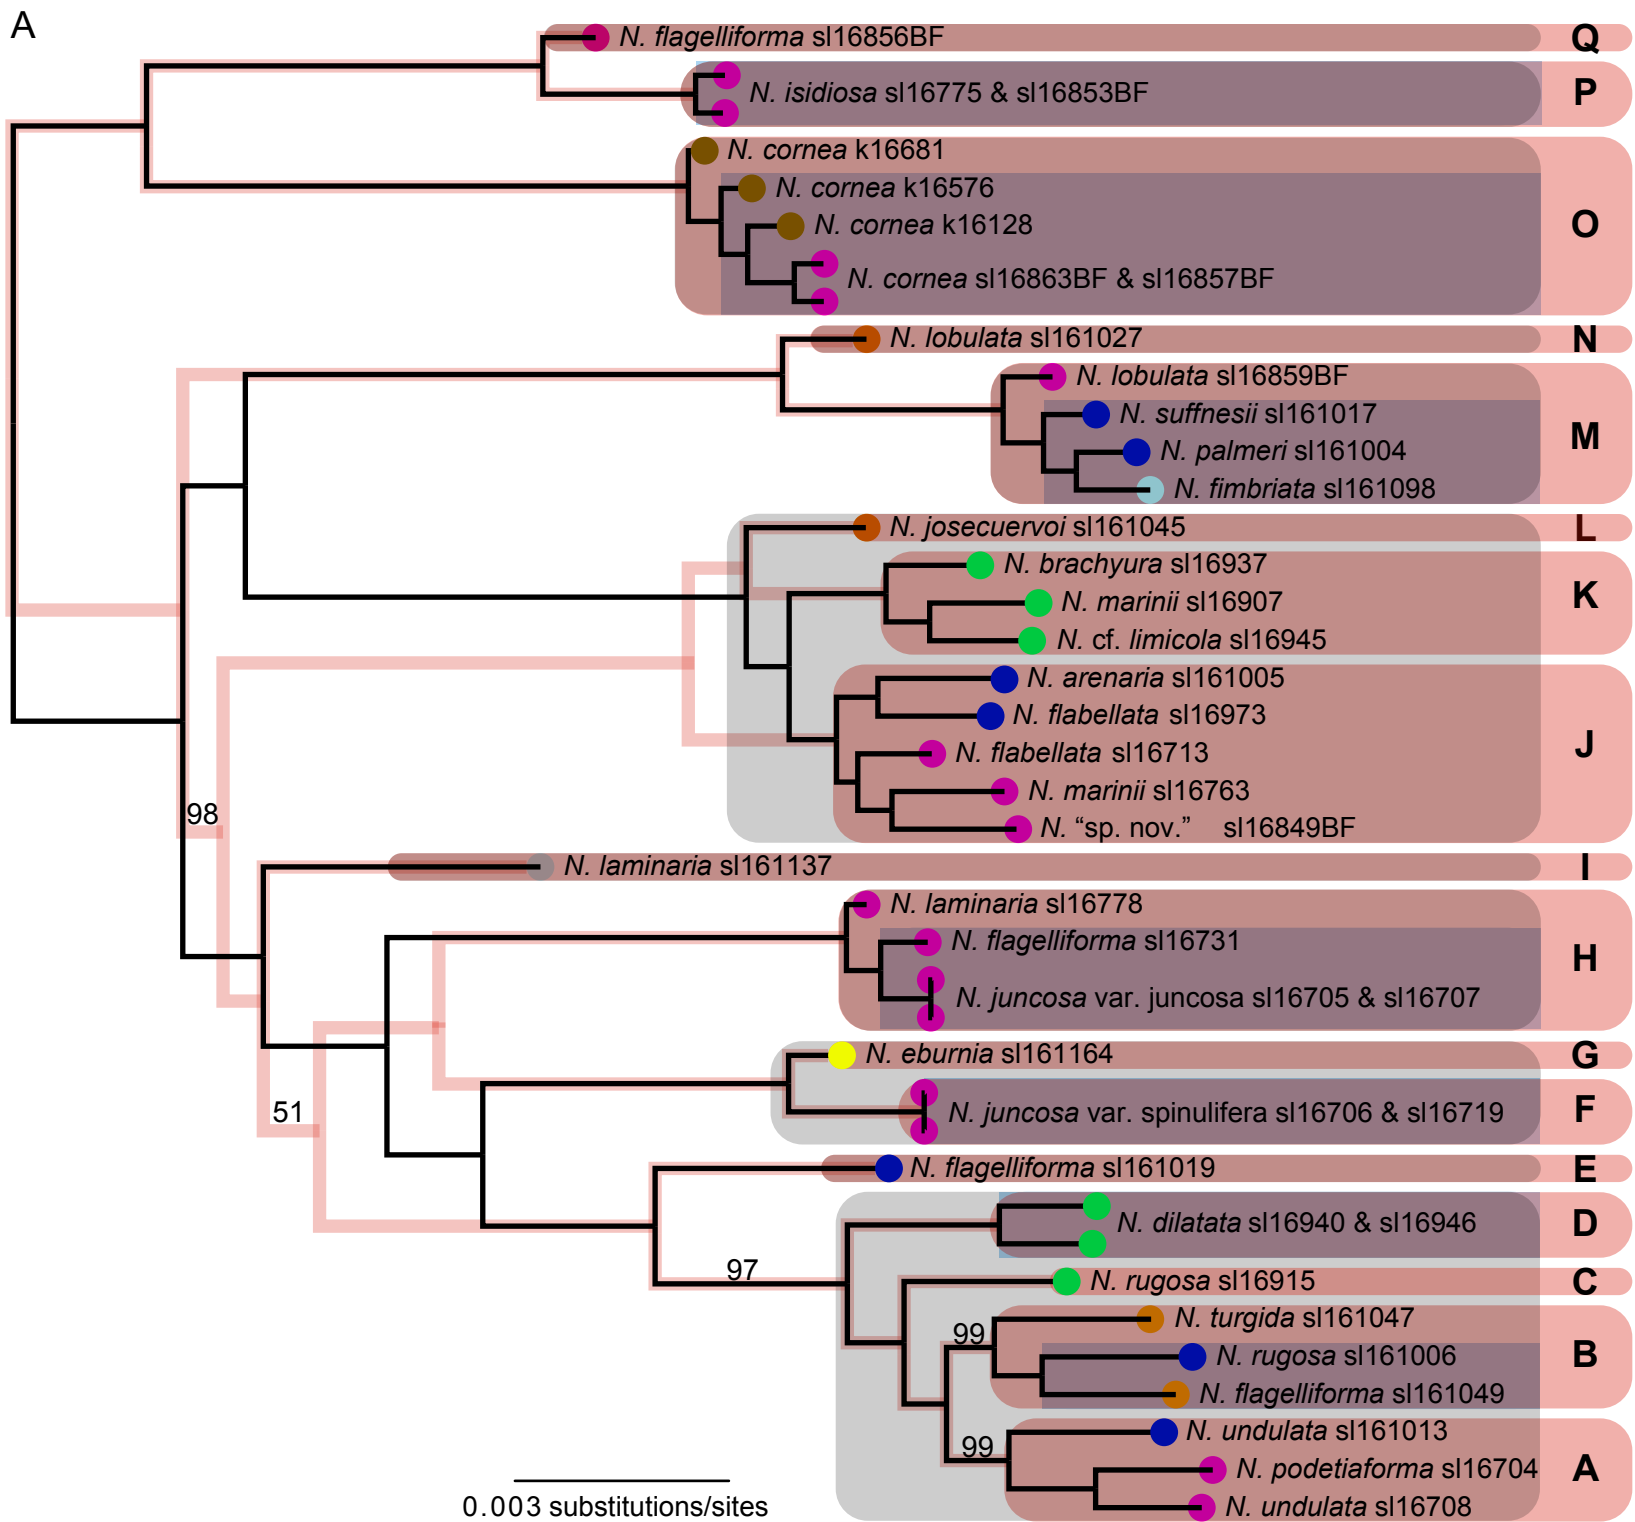 A
N. flagelliforma sl16856BF Q
N. isidiosa sl16775 & sl16853BF P
N. cornea k16681
N. cornea k16576
N. cornea k16128 O
N. cornea sl16863BF & sl16857BF
N. lobulata sl161027 N
N. lobulata sl16859BF
N. suffnesii sl161017
M
N. palmeri sl161004
N. fimbriata sl161098
N. josecuervoi sl161045 L
N. brachyura sl16937
N. marinii sl16907 K
N. cf. limicola sl16945
N. arenaria sl161005
N. flabellata sl16973
N. flabellata sl16713 J
N. marinii sl16763
N. “sp. nov.” sl16849BF
98
N. laminaria sl161137 I
N. laminaria sl16778
N. flagelliforma sl16731
H
N. juncosa var. juncosa sl16705 & sl16707
N. eburnia sl161164 G
N. juncosa var. spinulifera sl16706 & sl16719 F
51
N. flagelliforma sl161019 E
N. dilatata sl16940 & sl16946 D
97
N. rugosa sl16915 C
N. turgida sl161047
99
N. rugosa sl161006 B
N. flagelliforma sl161049
N. undulata sl161013
99
N. podetiaforma sl16704 A
N. undulata sl16708
0.003 substitutions/sites